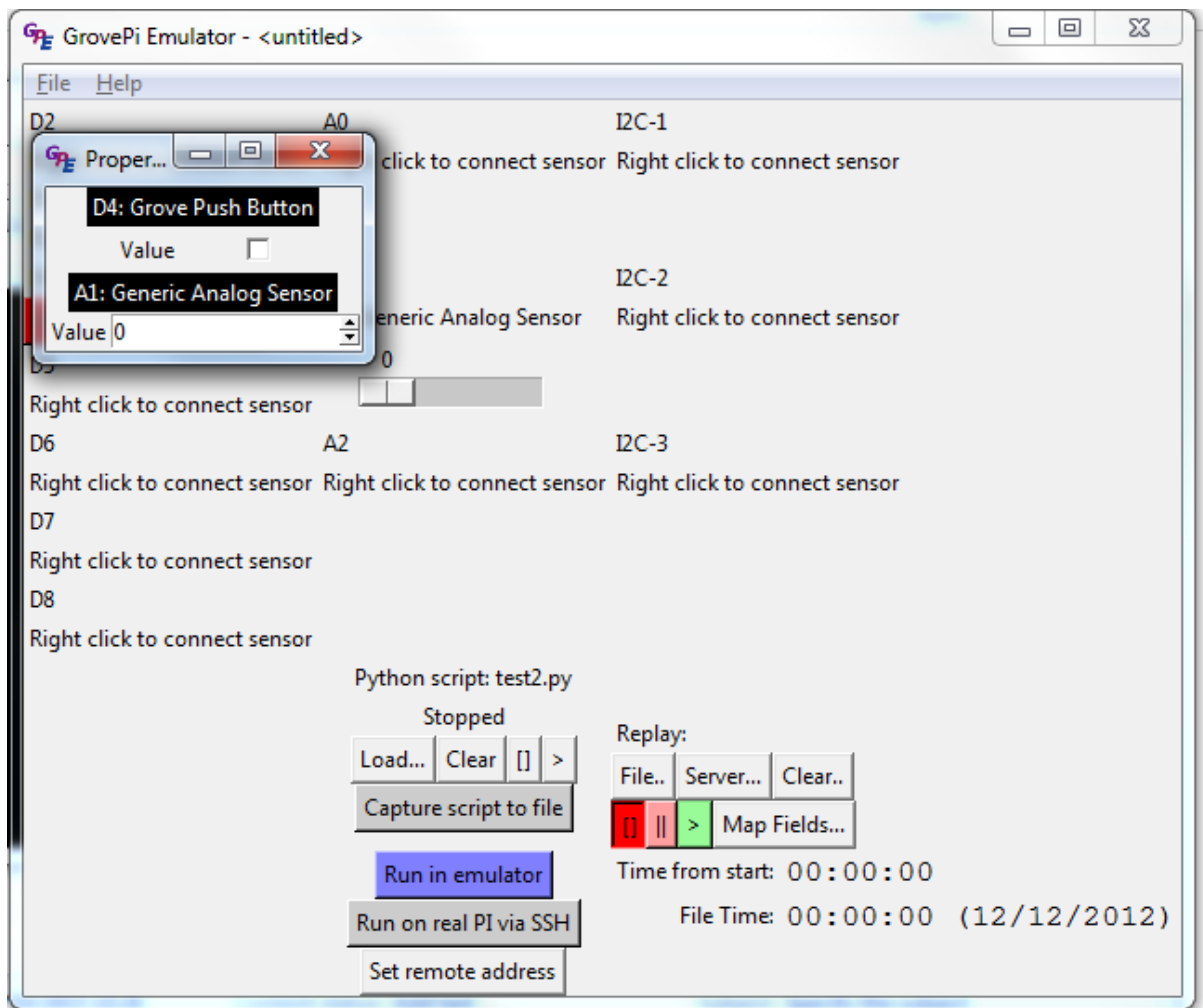 GPE GrovePi Emulator - <untitled>
File Help
D2 A0 I2C-1
GPE Proper...
click to connect sensor Right click to connect sensor
D4: Grove Push Button
Value
I2C-2
A1: Generic Analog Sensor
Generic Analog Sensor Right click to connect sensor
Value 0
D5 0
Right click to connect sensor
D6 A2 I2C-3
Right click to connect sensor Right click to connect sensor Right click to connect sensor
D7
Right click to connect sensor
D8
Right click to connect sensor
Python script: test2.py
Stopped
Replay:
Load... Clear [] >
File.. Server... Clear..
Capture script to file
[] || > Map Fields...
Run in emulator
Time from start: 00:00:00
Run on real PI via SSH
File Time: 00:00:00 (12/12/2012)
Set remote address